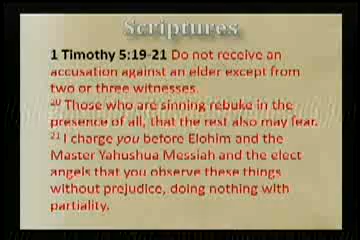 Scriptures
1 Timothy 5:19-21 Do not receive an
accusation against an elder except from
two or three witnesses.
20 Those who are sinning rebuke in the
presence of all, that the rest also may fear.
21 I charge you before Elohim and the
Master Yahushua Messiah and the elect
angels that you observe these things
without prejudice, doing nothing with
partiality.